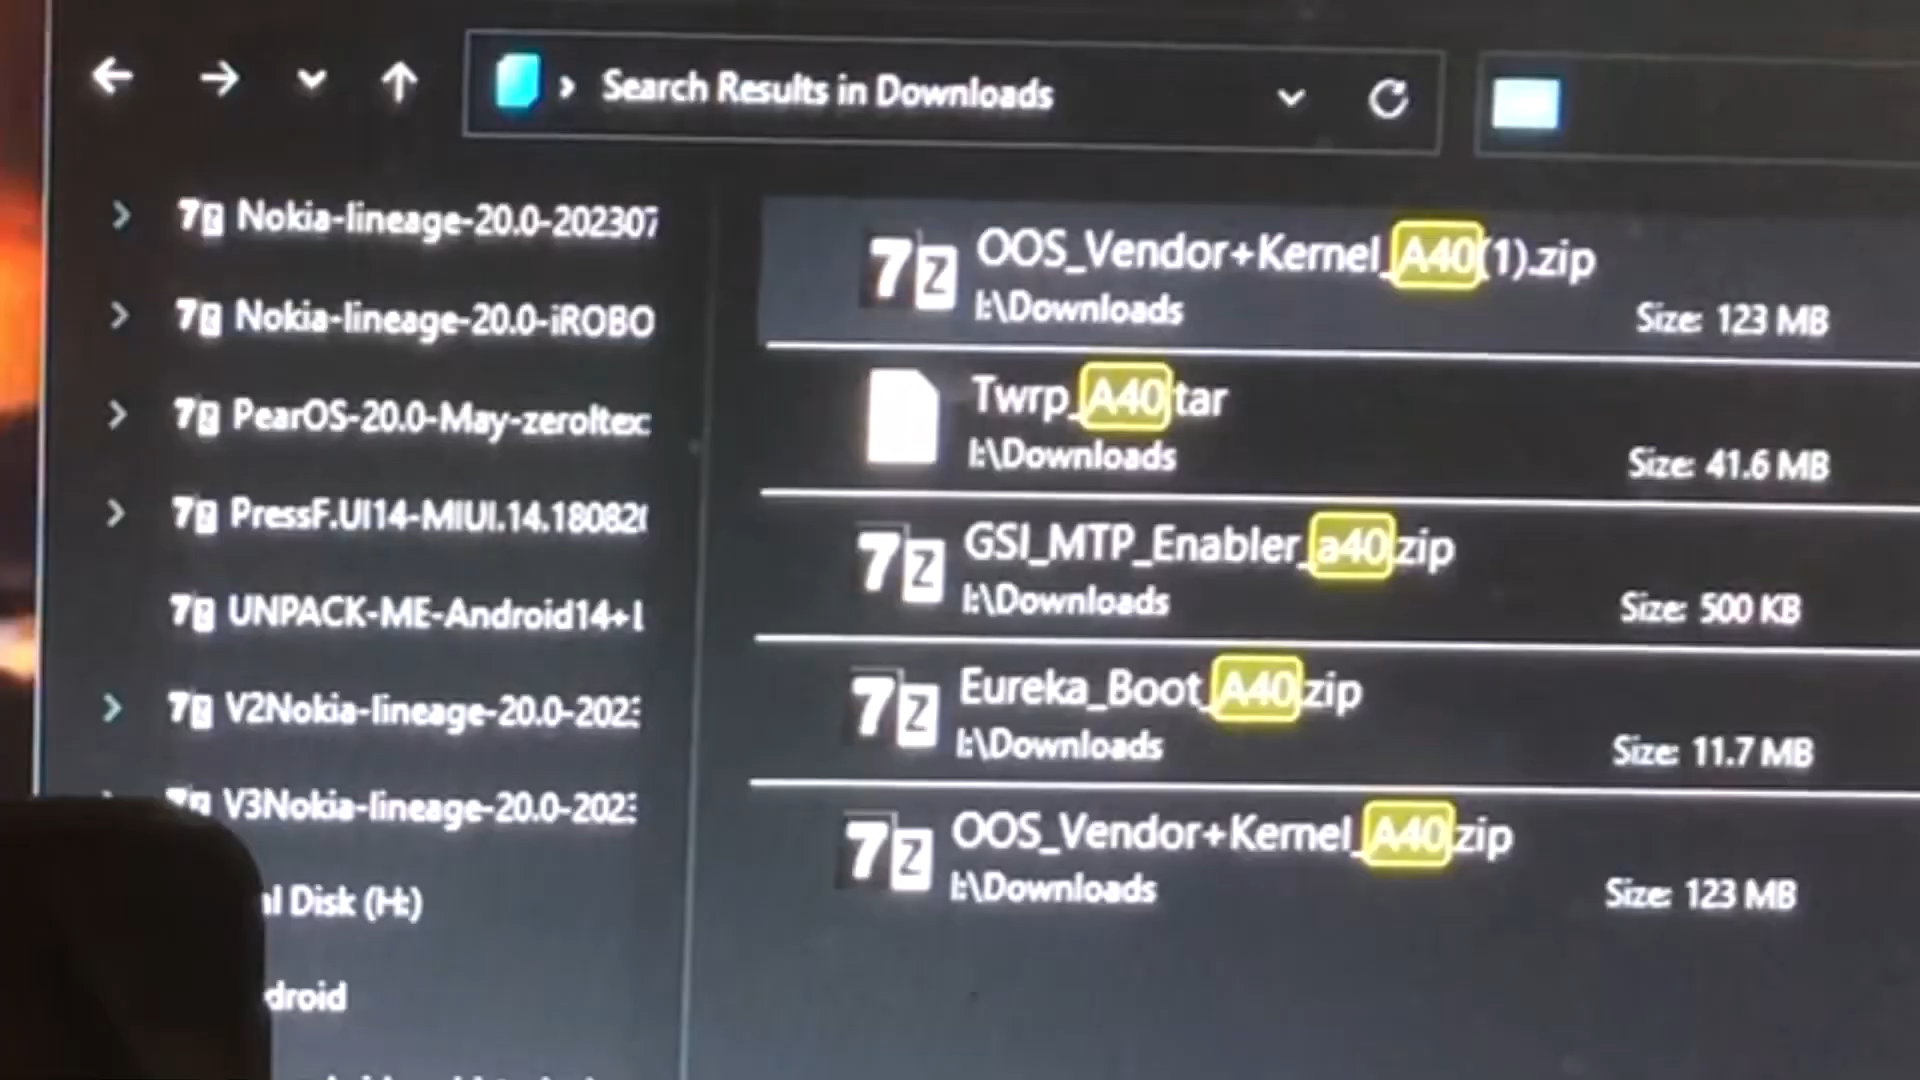 Search Results in Downloads
Nokia-lineage-20.0-202307
Nokia-lineage-20.0-iROBO
PearOS-20.0-May-zeroltexc
PressF.UI14-MIUI.14.18082
UNPACK-ME-Android14+
V2Nokia-lineage-20.0-202
V3Nokia-lineage-20.0-202
Disk (H:)
droid
OOS_Vendor+Kernel_A40(1).zip
I:\Downloads
Size: 123 MB
Twrp_A40.tar
I:\Downloads
Size: 41.6 MB
GSI_MTP_Enabler_a40.zip
I:\Downloads
Size: 500 KB
Eureka_Boot_A40.zip
I:\Downloads
Size: 11.7 MB
OOS_Vendor+Kernel_A40.zip
I:\Downloads
Size: 123 MB